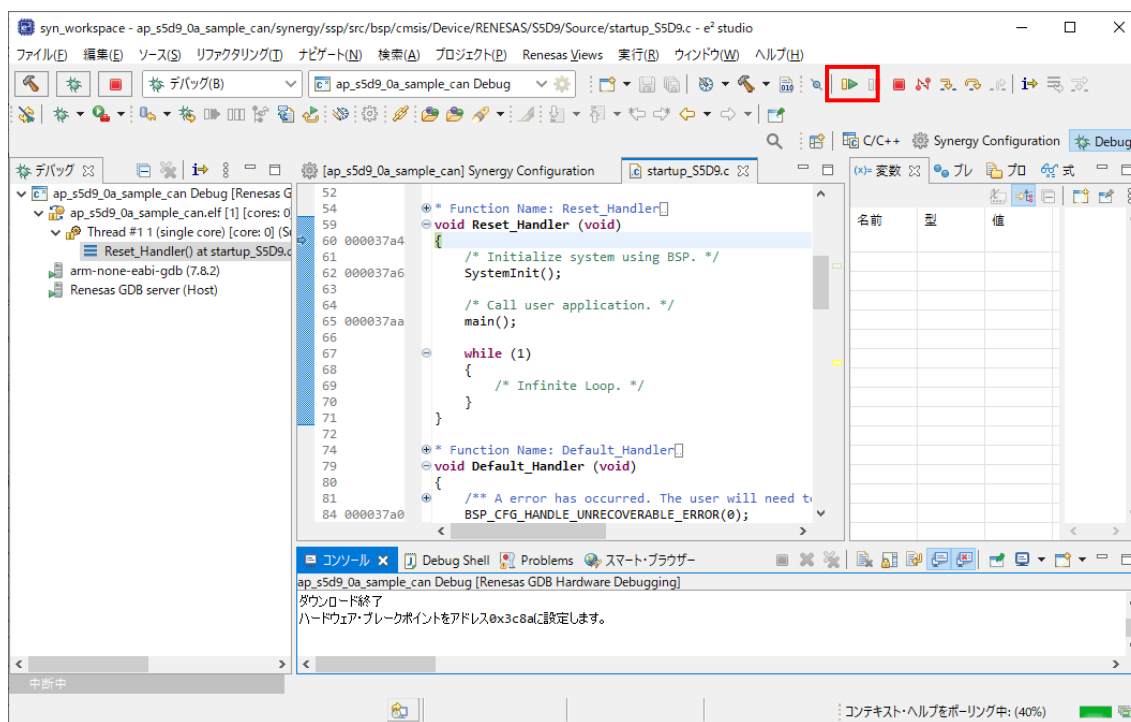 syn_workspace - ap_s5d9_0a_sample_can/synergy/ssp/src/bsp/cmsis/Device/RENESAS/S5D9/Source/startup_S5D9.c - e² studio
ファイル(F) 編集(E) ソース(S) リファクタリング(T) ナビゲート(N) 検索(A) プロジェクト(P) Renesas Views 実行(R) ウィンドウ(W) ヘルプ(H)
デバッグ(B) ap_s5d9_0a_sample_can Debug
C/C++ Synergy Configuration Debug
デバッグ
ap_s5d9_0a_sample_can Debug [Renesas G
ap_s5d9_0a_sample_can.elf [1] [cores: 0
Thread #1 1 (single core) [core: 0] (Si
Reset_Handler() at startup_S5D9.c
arm-none-eabi-gdb (7.8.2)
Renesas GDB server (Host)
[ap_s5d9_0a_sample_can] Synergy Configuration startup_S5D9.c
52
54 * Function Name: Reset_Handler
59 void Reset_Handler (void)
60 000037a4 {
61 /* Initialize system using BSP. */
62 000037a6 SystemInit();
63
64 /* Call user application. */
65 000037aa main();
66
67 while (1)
68 {
69 /* Infinite Loop. */
70 }
71 }
72
74 * Function Name: Default_Handler
79 void Default_Handler (void)
80 {
81 /** A error has occurred. The user will need to
84 000037a0 BSP_CFG_HANDLE_UNRECOVERABLE_ERROR(0);
(x)= 変数 ブレ プロ 式
名前 型 値
コンソール Debug Shell Problems スマート・ブラウザー
ap_s5d9_0a_sample_can Debug [Renesas GDB Hardware Debugging]
ダウンロード終了
ハードウェア・ブレークポイントをアドレス0x3c8aに設定します。
中断中
コンテキスト・ヘルプをポーリング中: (40%)